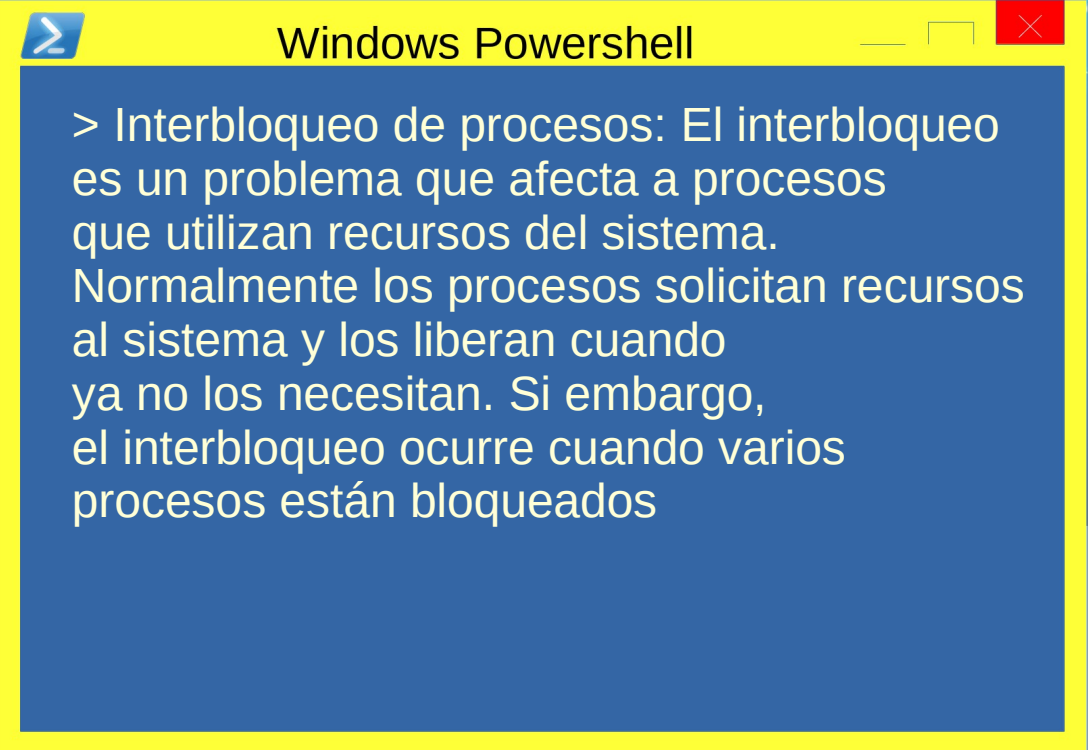 Windows Powershell
> Interbloqueo de procesos: El interbloqueo
es un problema que afecta a procesos
que utilizan recursos del sistema.
Normalmente los procesos solicitan recursos
al sistema y los liberan cuando
ya no los necesitan. Si embargo,
el interbloqueo ocurre cuando varios
procesos están bloqueados